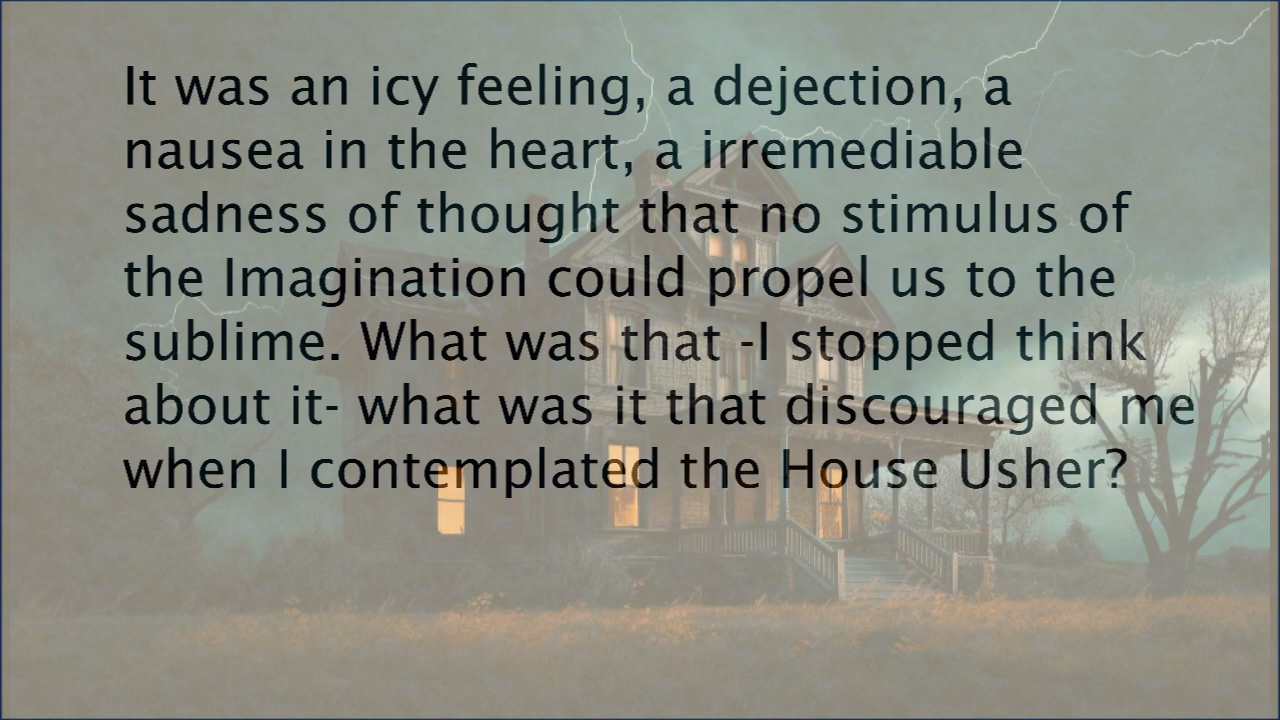 It was an icy feeling, a dejection, a
nausea in the heart, a irremediable
sadness of thought that no stimulus of
the Imagination could propel us to the
sublime. What was that -I stopped think
about it- what was it that discouraged me
when I contemplated the House Usher?